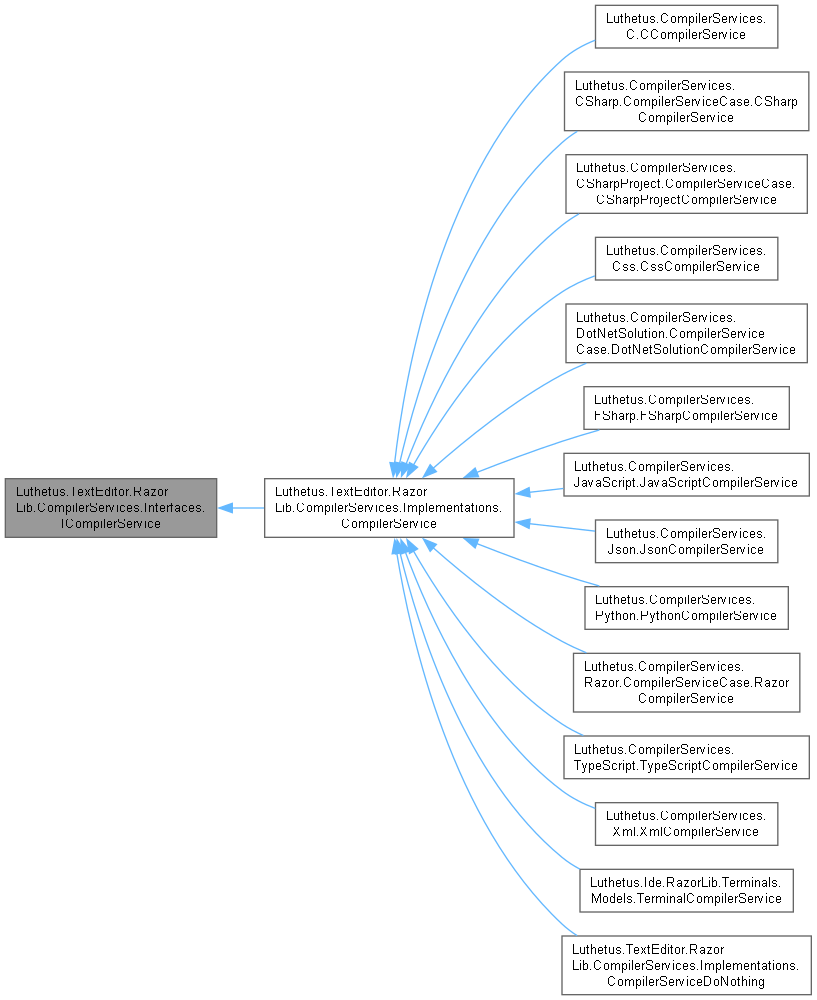 Luthetus.CompilerServices.
C.CCompilerService
Luthetus.CompilerServices.
CSharp.CompilerServiceCase.CSharp
CompilerService
Luthetus.CompilerServices.
CSharpProject.CompilerServiceCase.
CSharpProjectCompilerService
Luthetus.CompilerServices.
Css.CssCompilerService
Luthetus.CompilerServices.
DotNetSolution.CompilerService
Case.DotNetSolutionCompilerService
Luthetus.CompilerServices.
FSharp.FSharpCompilerService
Luthetus.TextEditor.Razor
Lib.CompilerServices.Interfaces.
ICompilerService
Luthetus.TextEditor.Razor
Lib.CompilerServices.Implementations.
CompilerService
Luthetus.CompilerServices.
JavaScript.JavaScriptCompilerService
Luthetus.CompilerServices.
Json.JsonCompilerService
Luthetus.CompilerServices.
Python.PythonCompilerService
Luthetus.CompilerServices.
Razor.CompilerServiceCase.Razor
CompilerService
Luthetus.CompilerServices.
TypeScript.TypeScriptCompilerService
Luthetus.CompilerServices.
Xml.XmlCompilerService
Luthetus.Ide.RazorLib.Terminals.
Models.TerminalCompilerService
Luthetus.TextEditor.Razor
Lib.CompilerServices.Implementations.
CompilerServiceDoNothing